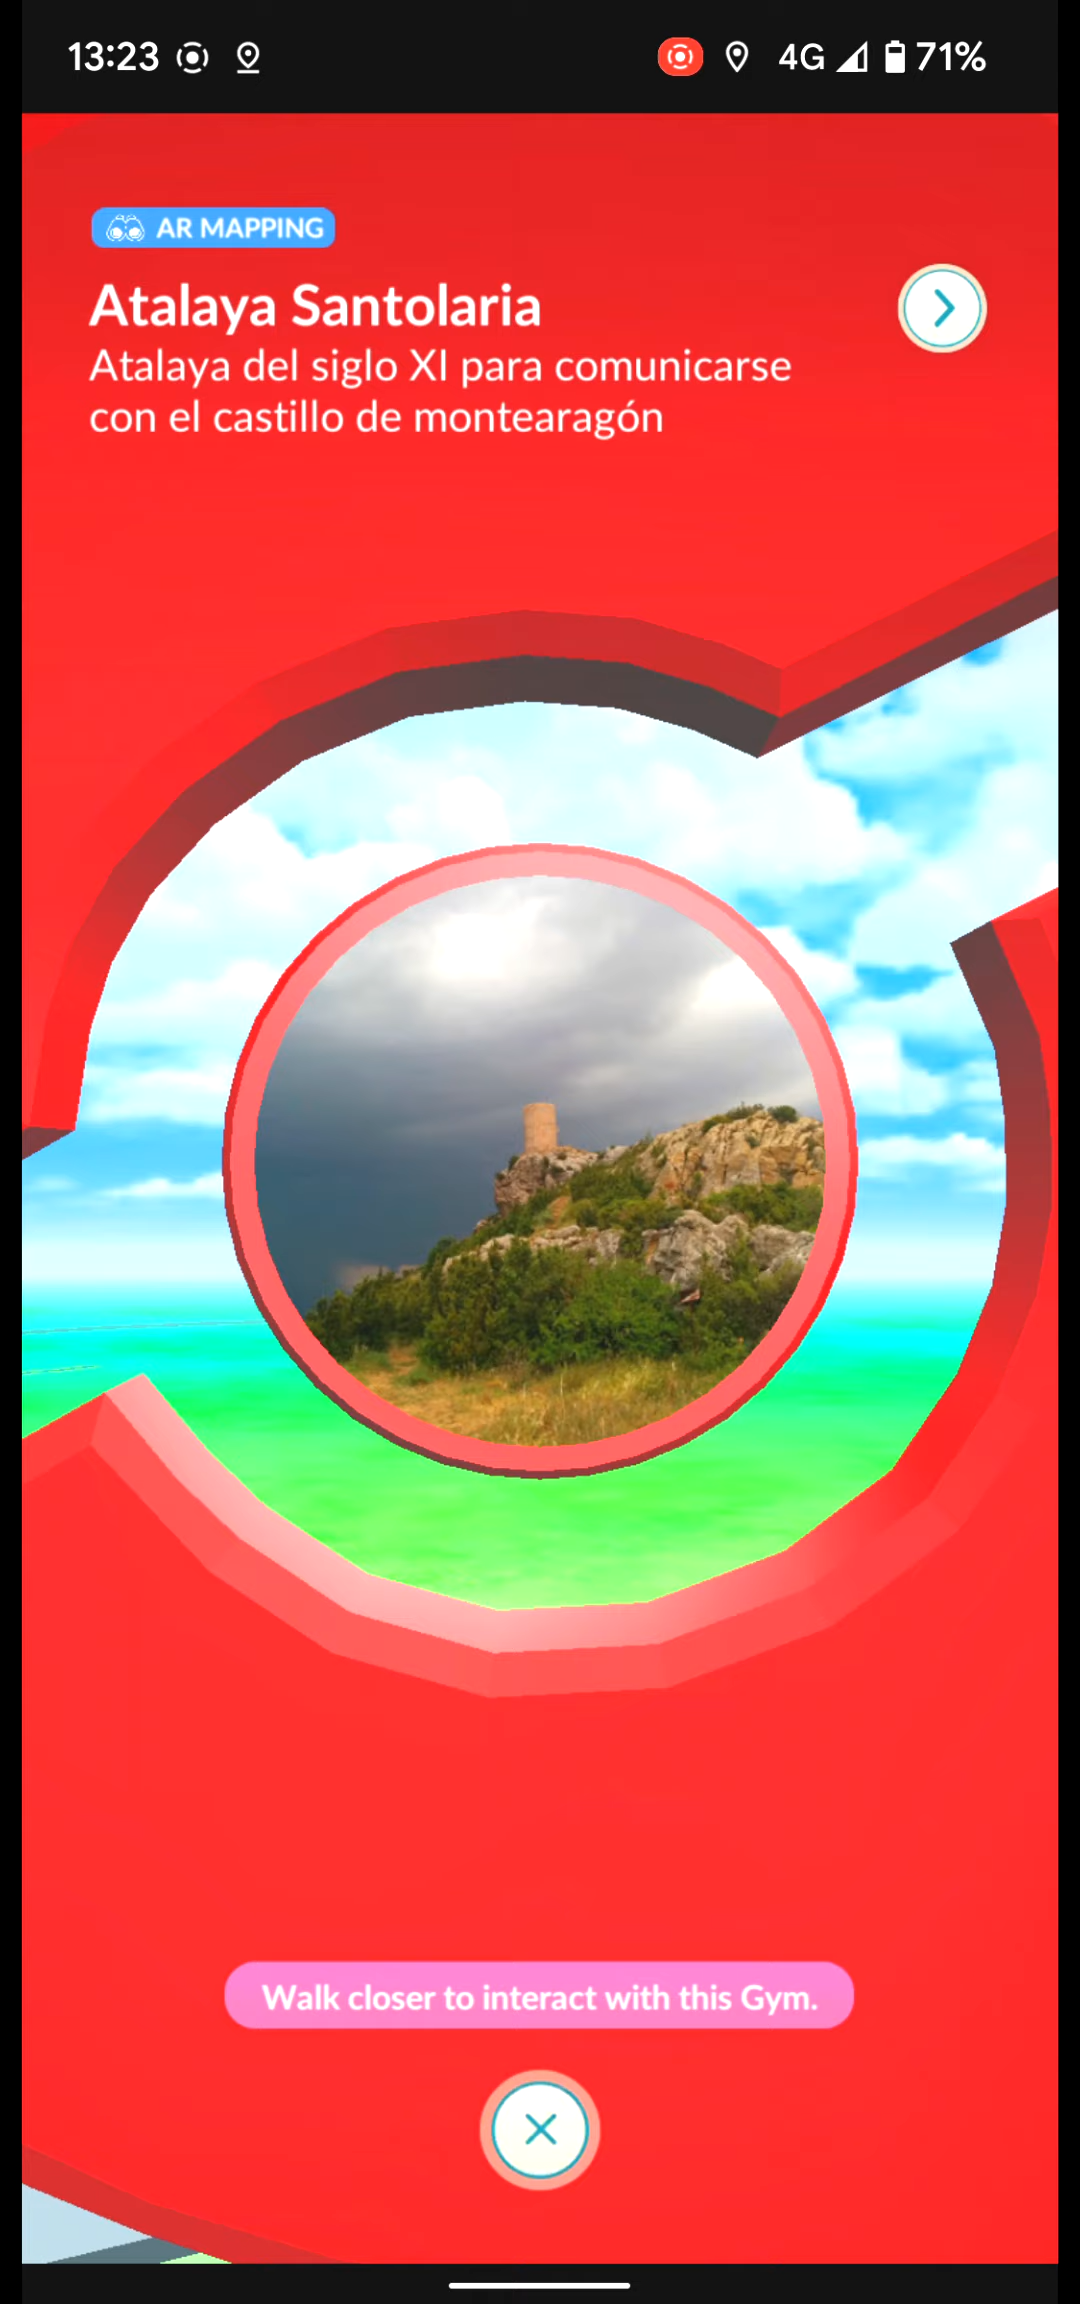 13:23
4G 71%
AR MAPPING
Atalaya Santolaria
Atalaya del siglo XI para comunicarse
con el castillo de montearagón
Walk closer to interact with this Gym.